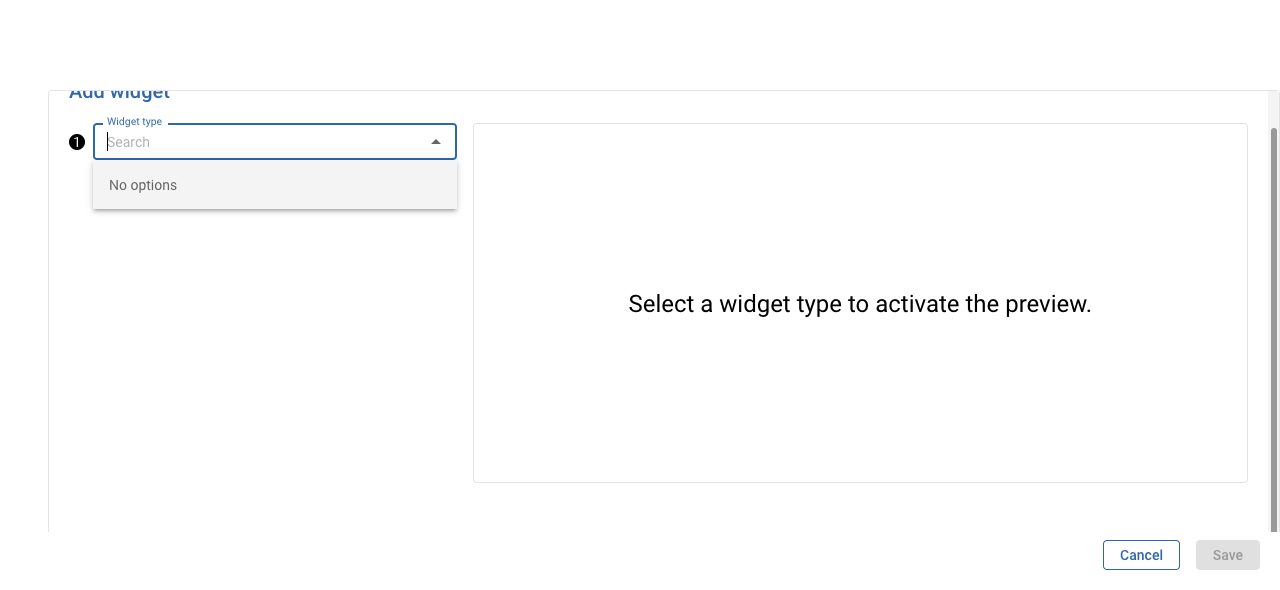 Add widget
Widget type
1
Search
No options
Select a widget type to activate the preview.
Cancel
Save